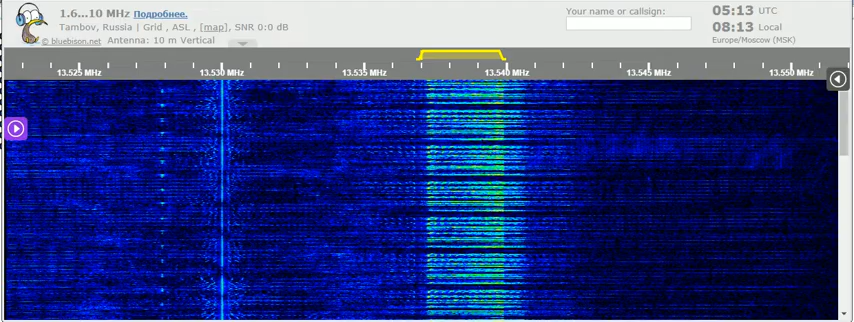 1.6...10 MHz Подробнее.
Tambov, Russia | Grid , ASL , [map], SNR 0:0 dB
© bluebison.net Antenna: 10 m Vertical
Your name or callsign:
05:13 UTC
08:13 Local
Europe/Moscow (MSK)
13.525 MHz 13.530 MHz 13.535 MHz 13.540 MHz 13.545 MHz 13.550 MHz